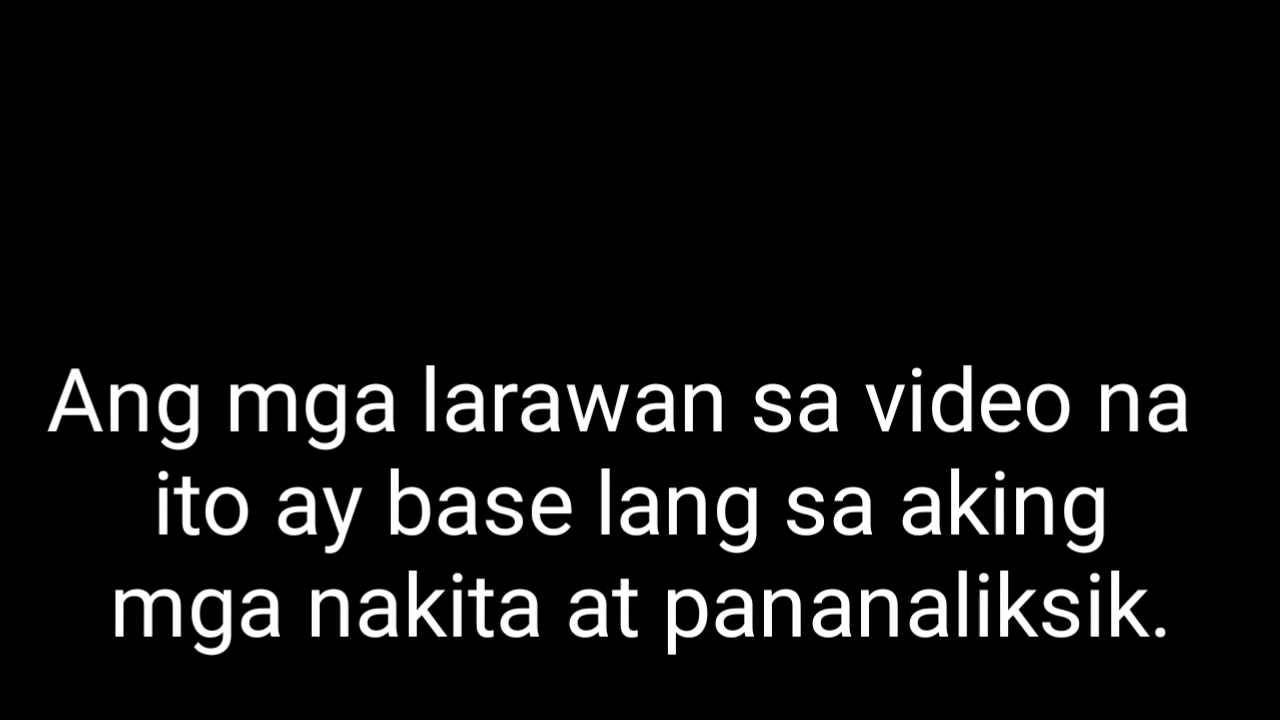 Ang mga larawan sa video na
ito ay base lang sa aking
mga nakita at pananaliksik.